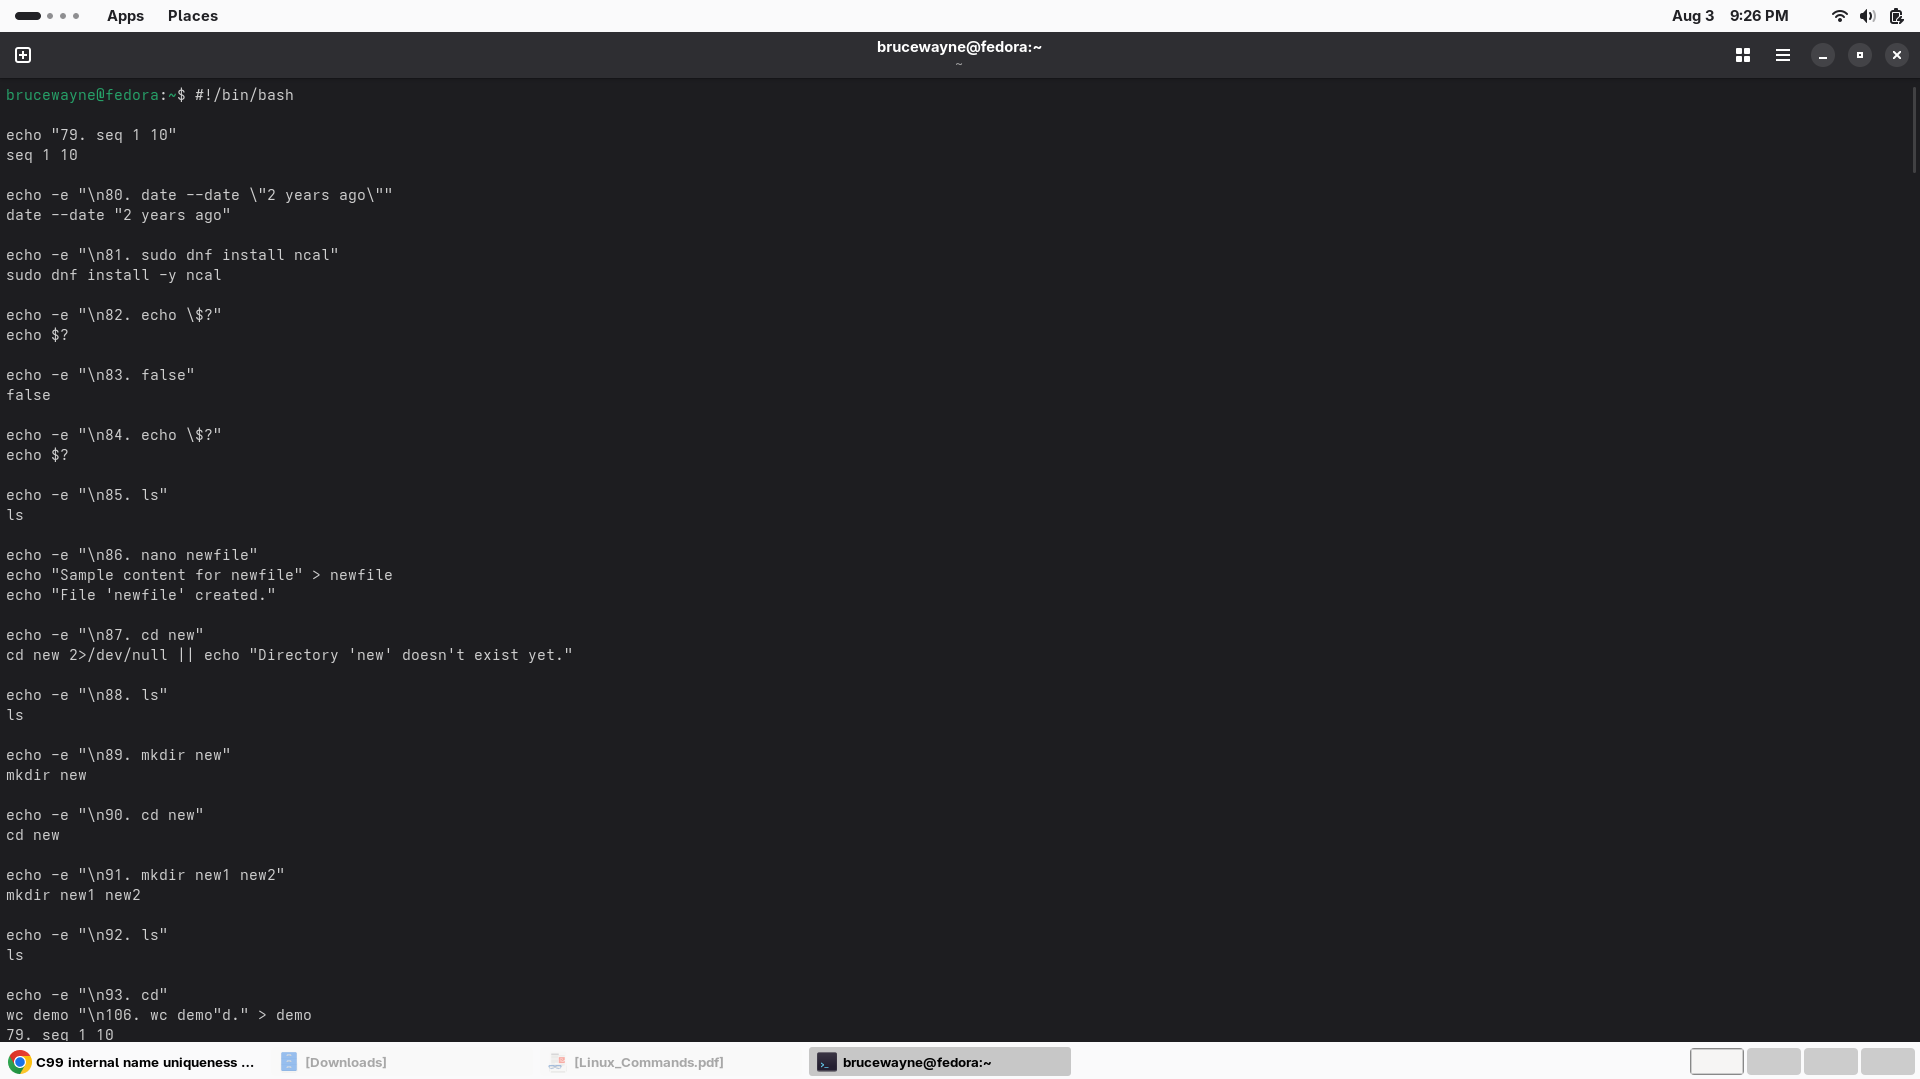 Apps Places Aug 3 9:26 PM
brucewayne@fedora:~
~
brucewayne@fedora:~$ #!/bin/bash
echo "79. seq 1 10"
seq 1 10
echo -e "\n80. date --date \"2 years ago\""
date --date "2 years ago"
echo -e "\n81. sudo dnf install ncal"
sudo dnf install -y ncal
echo -e "\n82. echo \$?"
echo $?
echo -e "\n83. false"
false
echo -e "\n84. echo \$?"
echo $?
echo -e "\n85. ls"
ls
echo -e "\n86. nano newfile"
echo "Sample content for newfile" > newfile
echo "File 'newfile' created."
echo -e "\n87. cd new"
cd new 2>/dev/null || echo "Directory 'new' doesn't exist yet."
echo -e "\n88. ls"
ls
echo -e "\n89. mkdir new"
mkdir new
echo -e "\n90. cd new"
cd new
echo -e "\n91. mkdir new1 new2"
mkdir new1 new2
echo -e "\n92. ls"
ls
echo -e "\n93. cd"
wc demo "\n106. wc demo"d." > demo
79. seq 1 10
C99 internal name uniqueness ... [Downloads] [Linux_Commands.pdf] brucewayne@fedora:~